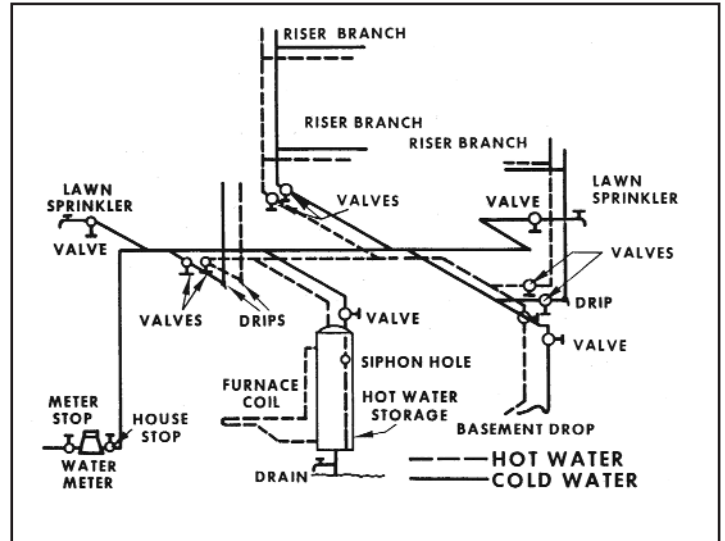 RISER BRANCH
RISER BRANCH
RISER BRANCH
LAWN
SPRINKLER
VALVES
VALVE
LAWN
SPRINKLER
VALVE
VALVES
VALVES
DRIPS
VALVE
DRIP
VALVE
SIPHON HOLE
FURNACE
COIL
HOT WATER
STORAGE
METER
STOP
HOUSE
STOP
WATER
METER
BASEMENT DROP
DRAIN
HOT WATER
COLD WATER